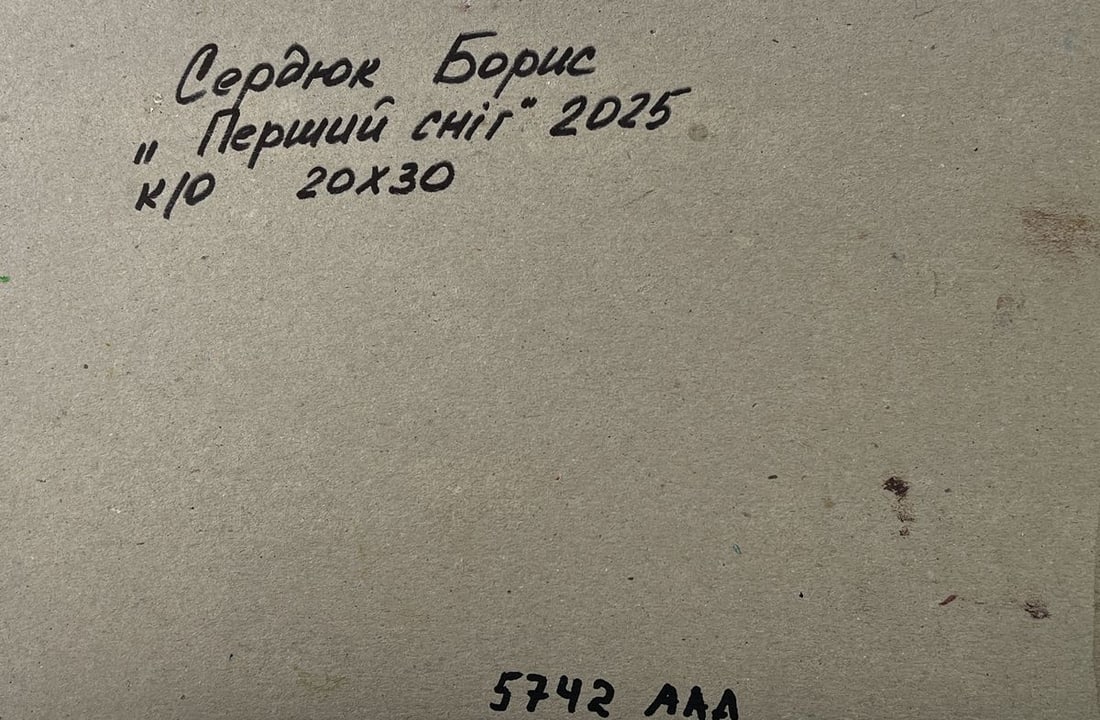 Сердюк Борис
„Перший сніг" 2025
к/о 20х30
5742 ААА